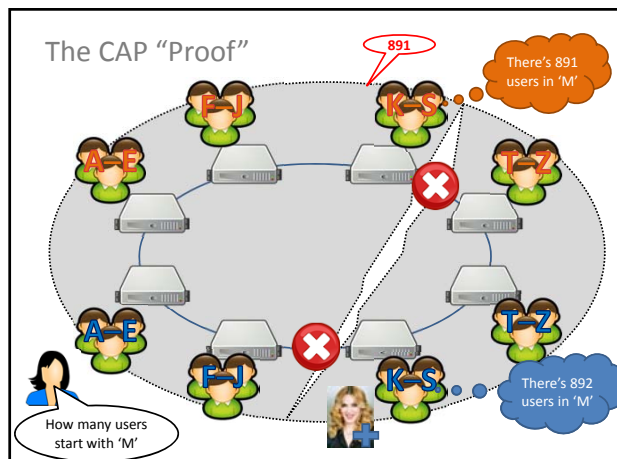 The CAP “Proof”
891
There’s 891
users in ‘M’
F–J
K–S
A–E
T–Z
A–E
T–Z
F–J
K–S
There’s 892
users in ‘M’
How many users
start with ‘M’